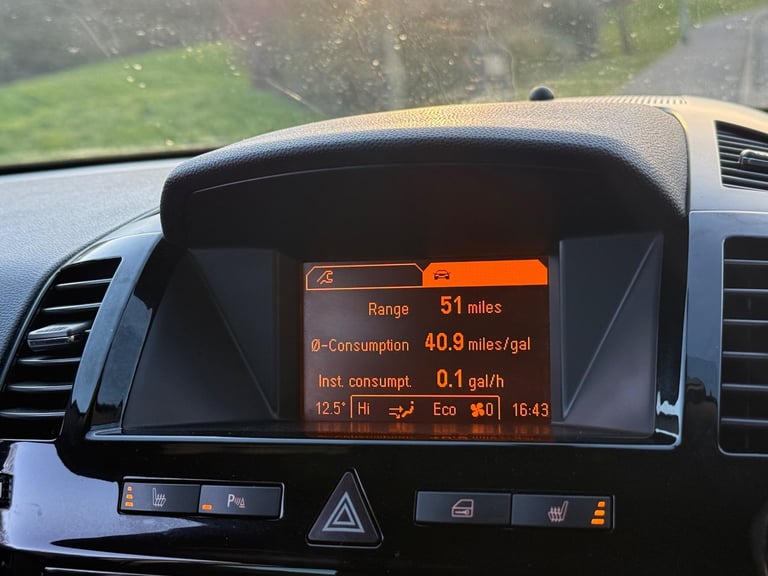 Range 51 miles
Ø-Consumption 40.9 miles/gal
Inst. consumpt. 0.1 gal/h
12.5° Hi Eco 0 16:43
P